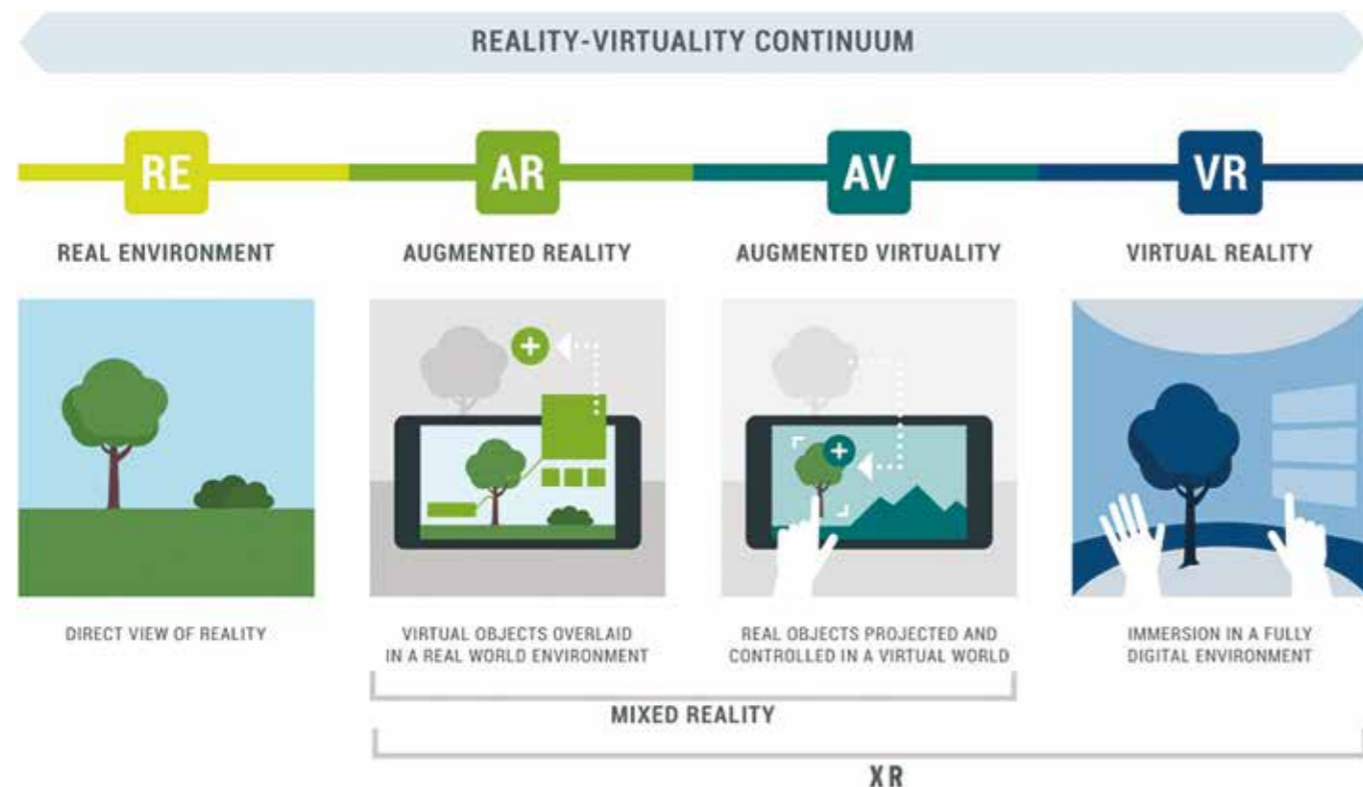 REALITY-VIRTUALITY CONTINUUM
RE
AR
AV
VR
REAL ENVIRONMENT
AUGMENTED REALITY
AUGMENTED VIRTUALITY
VIRTUAL REALITY
DIRECT VIEW OF REALITY
VIRTUAL OBJECTS OVERLAID
IN A REAL WORLD ENVIRONMENT
REAL OBJECTS PROJECTED AND
CONTROLLED IN A VIRTUAL WORLD
IMMERSION IN A FULLY
DIGITAL ENVIRONMENT
MIXED REALITY
XR